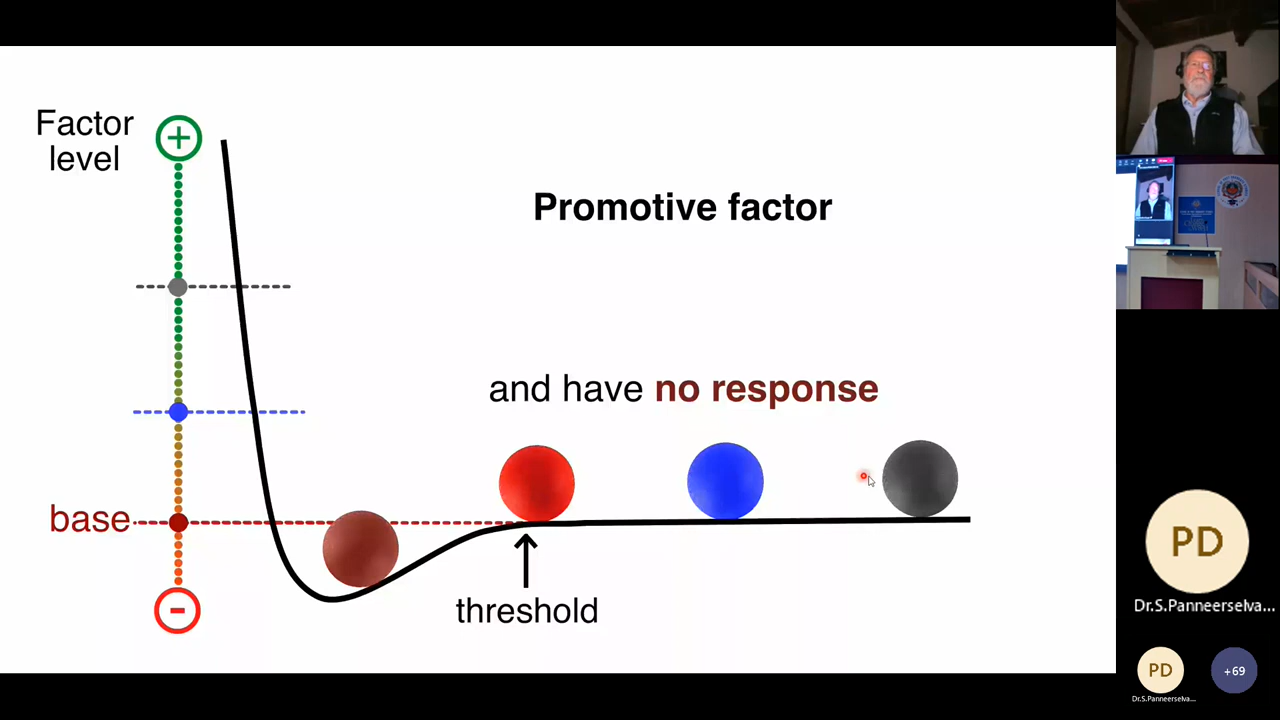 Factor
level
+
Promotive factor
and have no response
base
threshold
-
PD
Dr.S.Panneerselva...
PD
Dr.S.Panneerselva...
+69